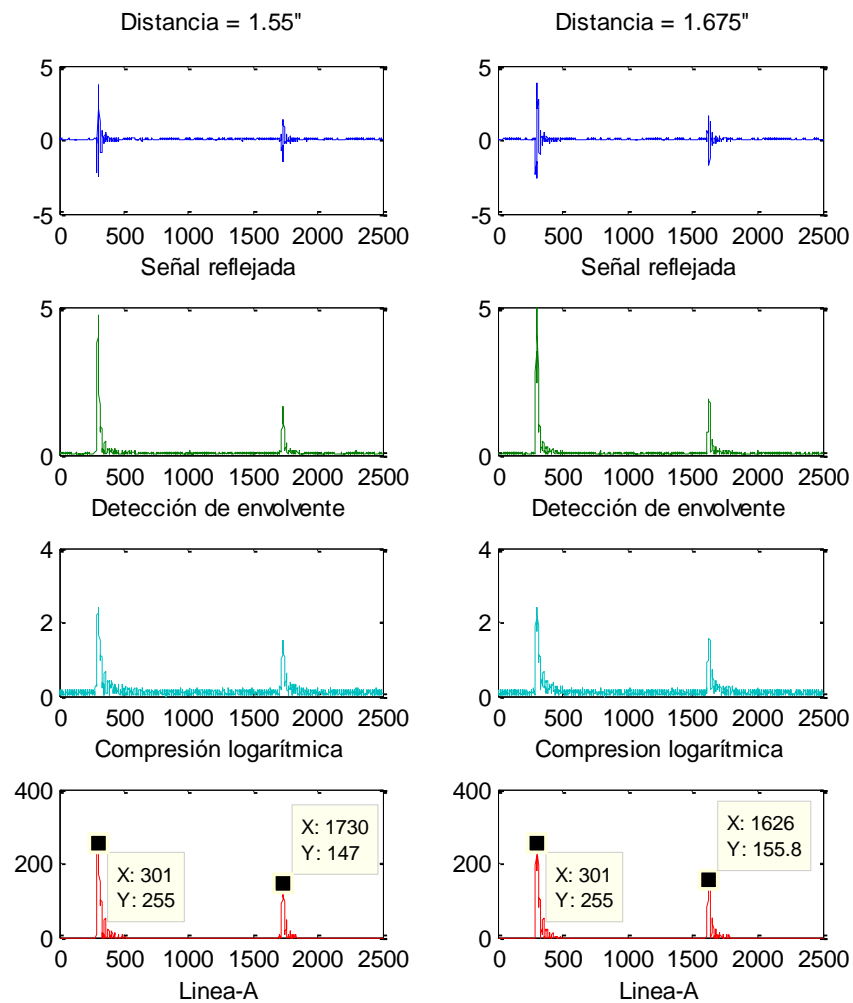 Distancia = 1.55"
Distancia = 1.675"
5
0
-5
0 500 1000 1500 2000 2500
Señal reflejada
5
0
-5
0 500 1000 1500 2000 2500
Señal reflejada
5
0
0 500 1000 1500 2000 2500
Detección de envolvente
5
0
0 500 1000 1500 2000 2500
Detección de envolvente
4
2
0
0 500 1000 1500 2000 2500
Compresión logarítmica
4
2
0
0 500 1000 1500 2000 2500
Compresion logarítmica
400
200
0
X: 1730
Y: 147
X: 301
Y: 255
0 500 1000 1500 2000 2500
Linea-A
400
200
0
X: 1626
Y: 155.8
X: 301
Y: 255
0 500 1000 1500 2000 2500
Linea-A